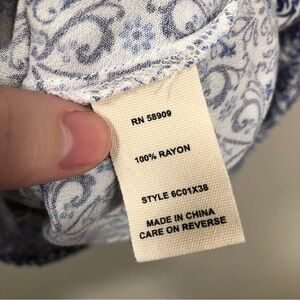 RN 58909
100% RAYON
STYLE 6C01X38
MADE IN CHINA
CARE ON REVERSE